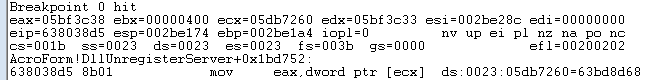 Breakpoint 0 hit
eax=05bf3c38 ebx=00000400 ecx=05db7260 edx=05bf3c33 esi=002be28c edi=00000000
eip=638038d5 esp=002be174 ebp=002be1a4 iopl=0 nv up ei pl nz na po nc
cs=001b ss=0023 ds=0023 es=0023 fs=003b gs=0000 efl=00200202
AcroForm!DllUnregisterServer+0x1bd752:
638038d5 8b01 mov eax,dword ptr [ecx] ds:0023:05db7260=63bd8d68